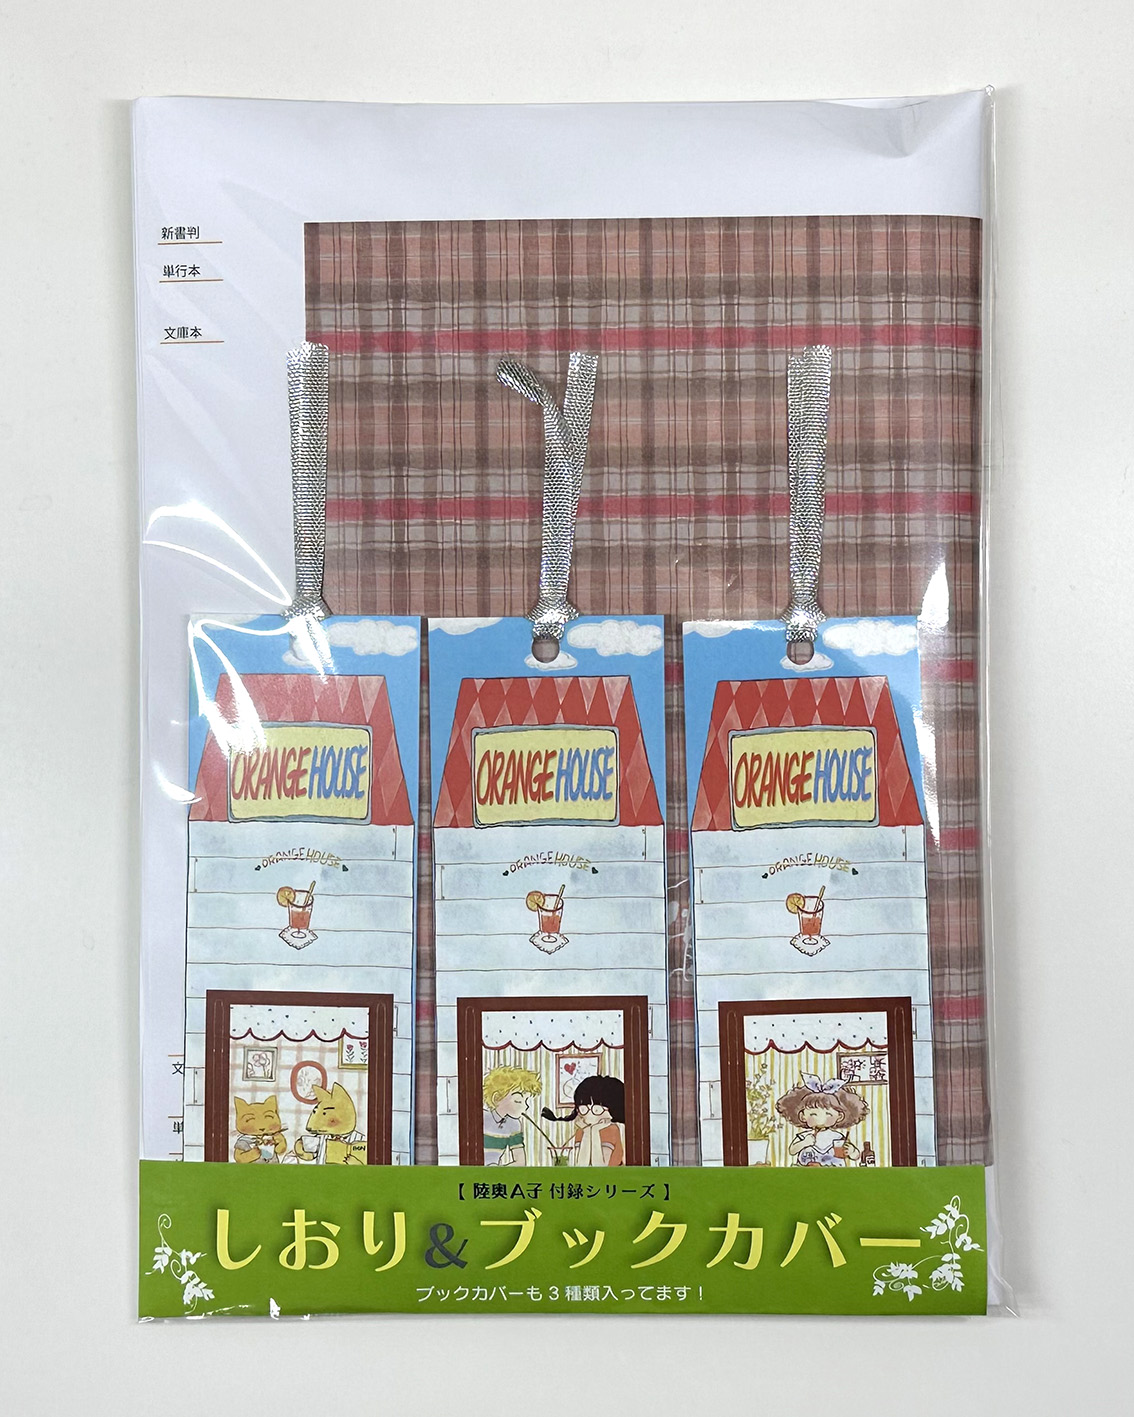 新書判
単行本
文庫本
ORANGE HOUSE
ORANGE HOUSE
ORANGE HOUSE
ORANGE HOUSE
ORANGE HOUSE
ORANGE HOUSE
文
【 陸奥A子 付録シリーズ 】
しおり&ブックカバー
ブックカバーも3種類入ってます！